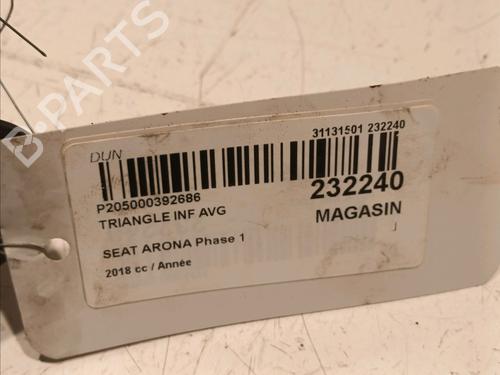 B-PARTS
DUN
31131501 232240
P205000392686
TRIANGLE INF AVG
232240
MAGASIN
SEAT ARONA Phase 1
J
2018 cc / Année